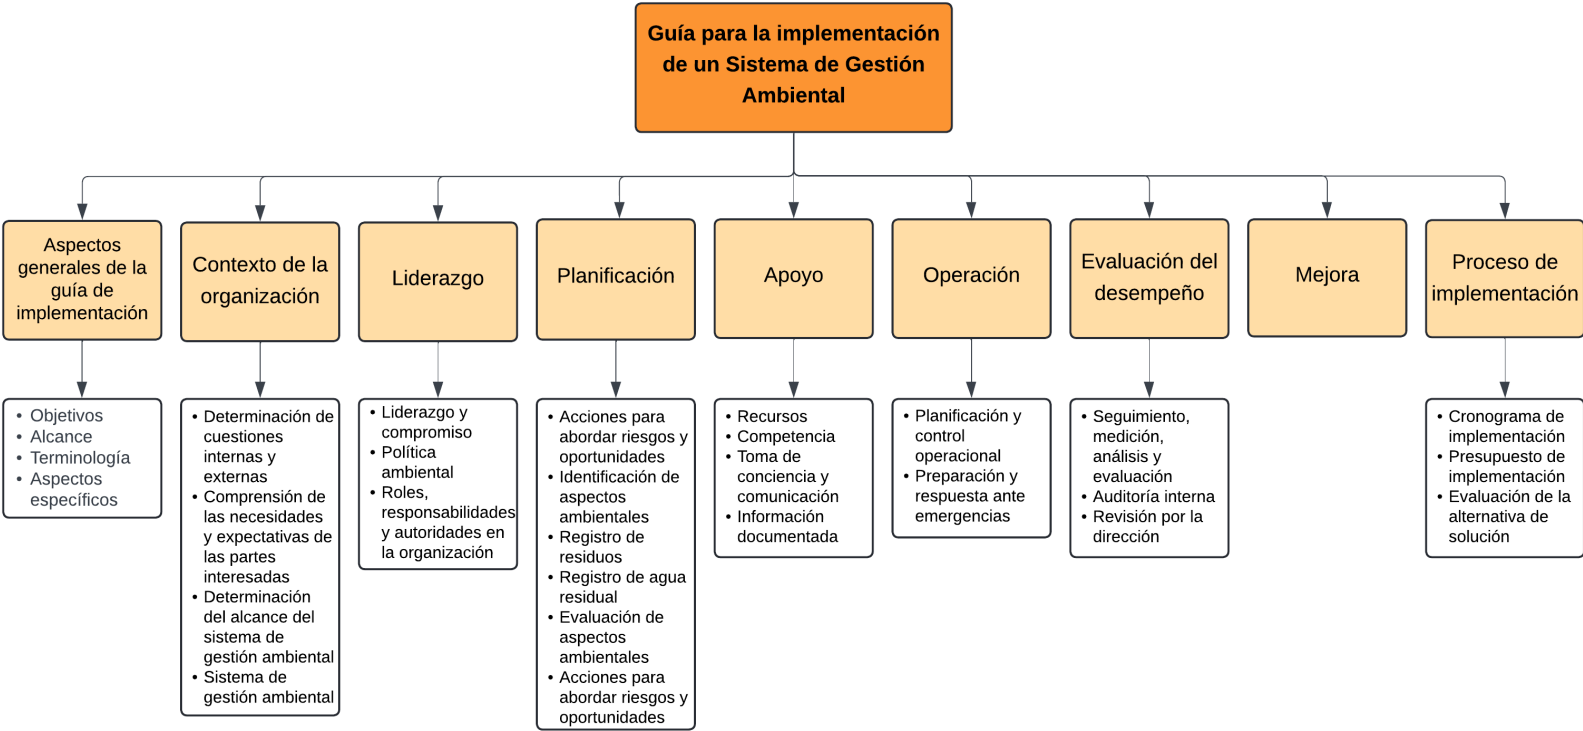 Guía para la implementación
de un Sistema de Gestión
Ambiental
Aspectos
generales de la
guía de
implementación
Contexto de la
organización
Liderazgo
Planificación
Apoyo
Operación
Evaluación del
desempeño
Mejora
Proceso de
implementación
• Objetivos
• Alcance
• Terminología
• Aspectos
específicos
• Determinación de
cuestiones
internas y
externas
• Comprensión de
las necesidades
y expectativas de
las partes
interesadas
• Determinación
del alcance del
sistema de
gestión ambiental
• Sistema de
gestión ambiental
• Liderazgo y
compromiso
• Política
ambiental
• Roles,
responsabilidades
y autoridades en
la organización
• Acciones para
abordar riesgos y
oportunidades
• Identificación de
aspectos
ambientales
• Registro de
residuos
• Registro de agua
residual
• Evaluación de
aspectos
ambientales
• Acciones para
abordar riesgos y
oportunidades
• Recursos
• Competencia
• Toma de
conciencia y
comunicación
• Información
documentada
• Planificación y
control
operacional
• Preparación y
respuesta ante
emergencias
• Seguimiento,
medición,
análisis y
evaluación
• Auditoría interna
• Revisión por la
dirección
• Cronograma de
implementación
• Presupuesto de
implementación
• Evaluación de la
alternativa de
solución